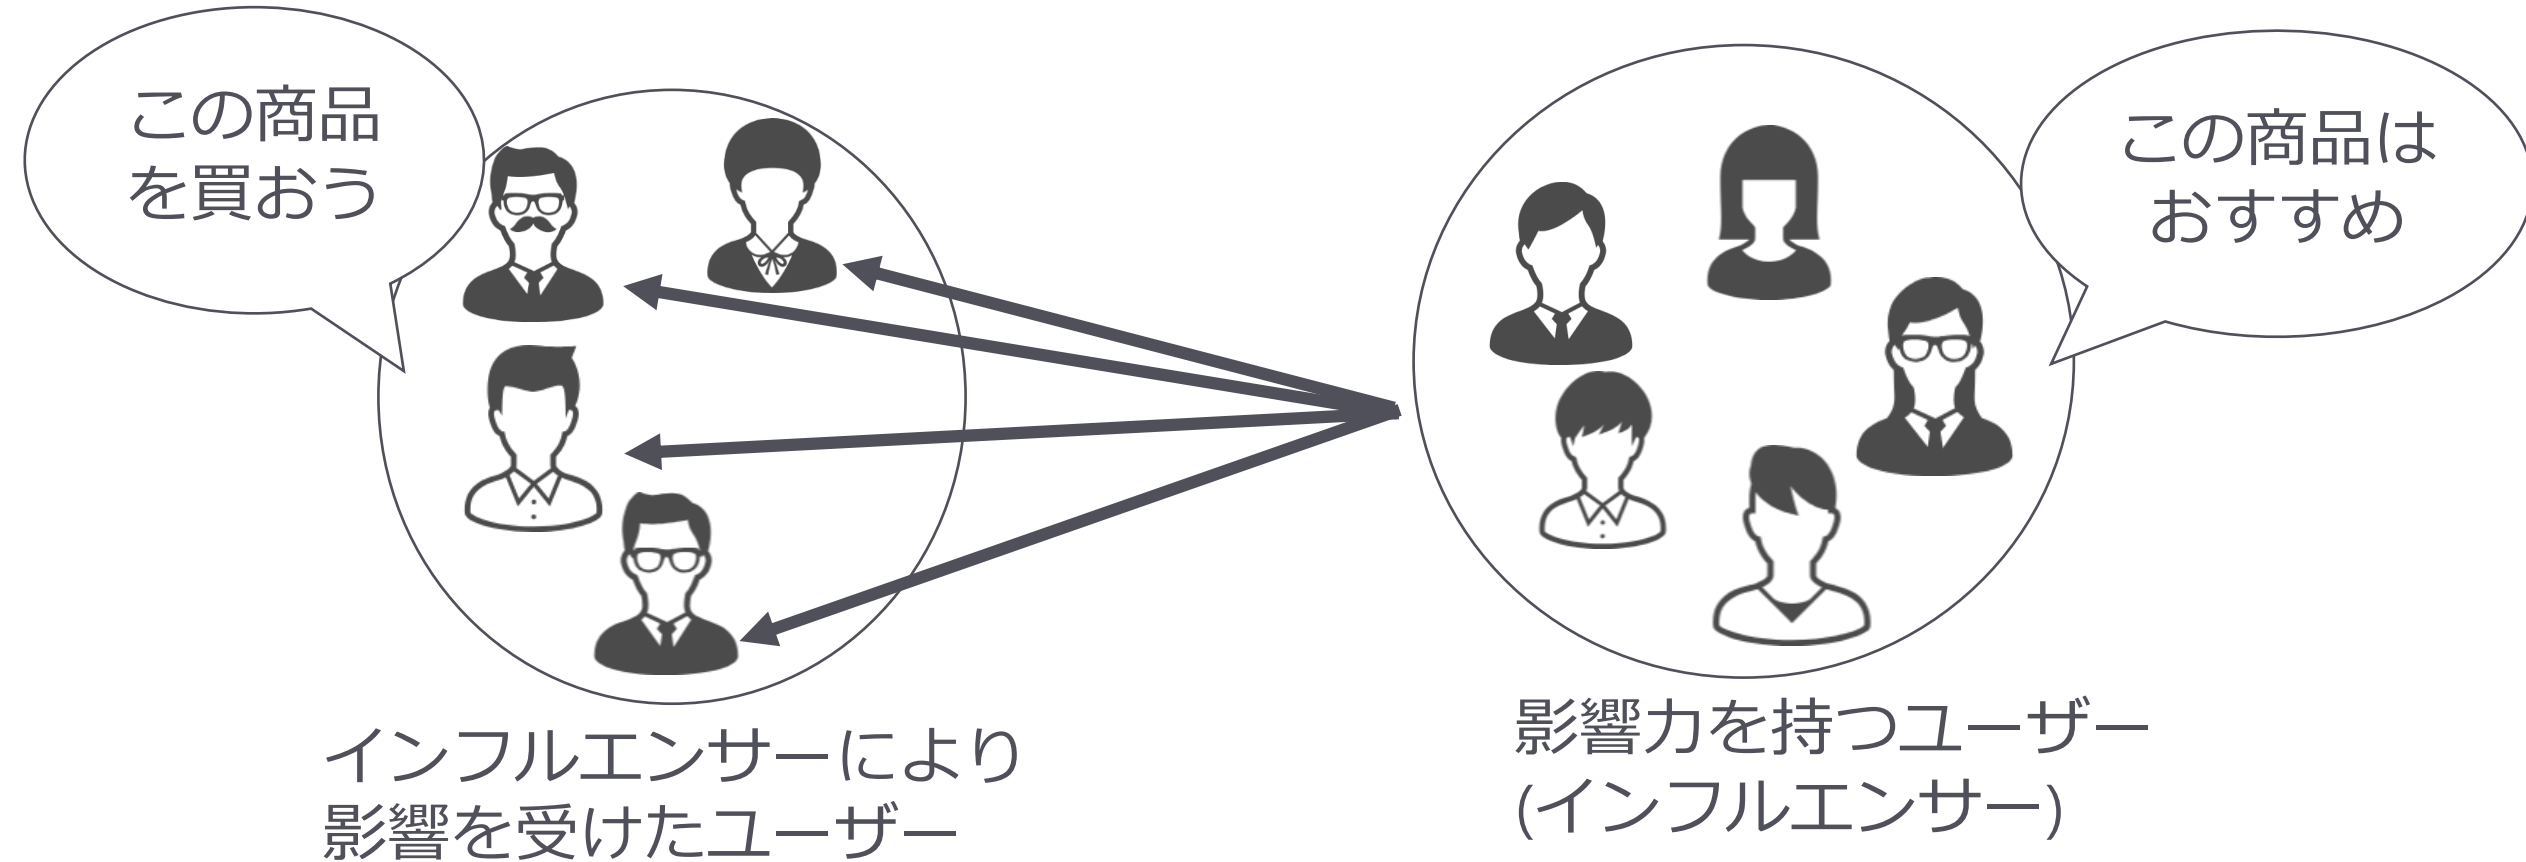 この商品
を買おう
この商品は
おすすめ
インフルエンサーにより
影響を受けたユーザー
影響力を持つユーザー
(インフルエンサー)